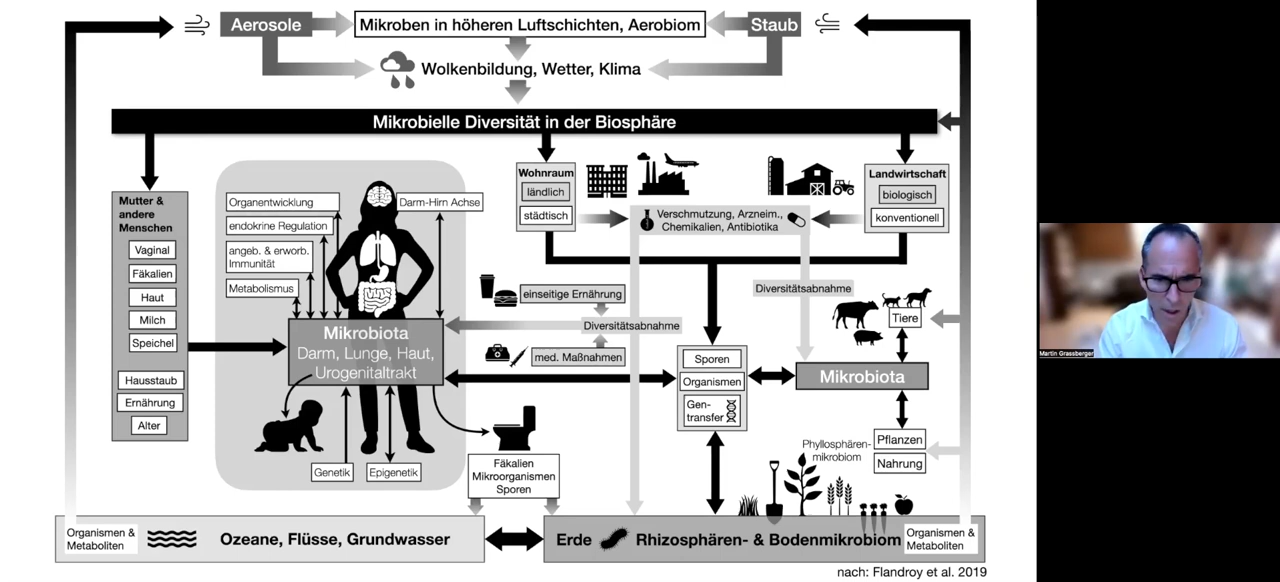 Aerosole
Mikroben in höheren Luftschichten, Aerobiom
Staub
Wolkenbildung, Wetter, Klima
Mikrobielle Diversität in der Biosphäre
Mutter &
andere
Menschen
Vaginal
Fäkalien
Haut
Milch
Speichel
Hausstaub
Ernährung
Alter
Organentwicklung
endokrine Regulation
angeb. & erworb.
Immunität
Metabolismus
Darm-Hirn Achse
Mikrobiota
Darm, Lunge, Haut,
Urogenitaltrakt
Genetik
Epigenetik
Wohnraum
ländlich
städtisch
Verschmutzung, Arzneim.,
Chemikalien, Antibiotika
Landwirtschaft
biologisch
konventionell
einseitige Ernährung
Diversitätsabnahme
med. Maßnahmen
Diversitätsabnahme
Sporen
Organismen
Gen-
transfer
Tiere
Mikrobiota
Pflanzen
Nahrung
Phyllosphären-
mikrobiom
Fäkalien
Mikroorganismen
Sporen
Organismen &
Metaboliten
Ozeane, Flüsse, Grundwasser
Erde
Rhizosphären- & Bodenmikrobiom
Organismen &
Metaboliten
nach: Flandroy et al. 2019
Martin Grassberger